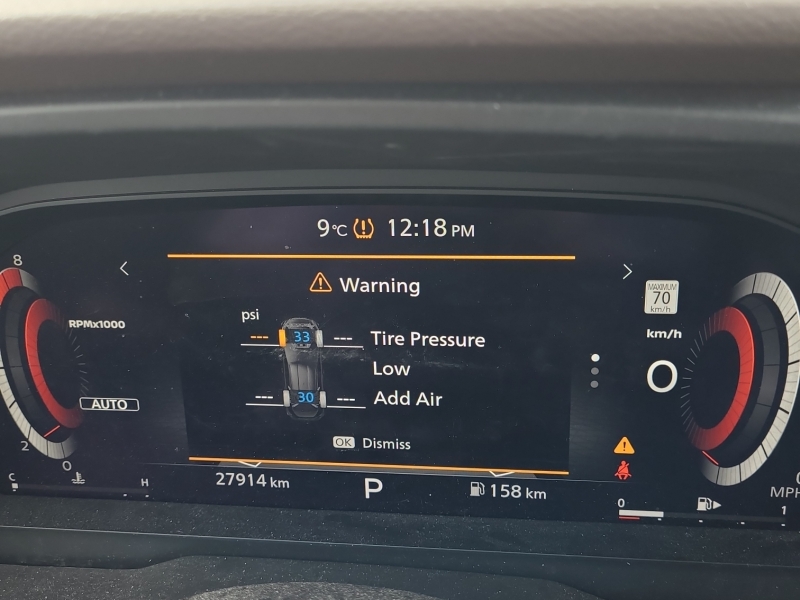 9°C 12:18 PM
8
Warning
MAXIMUM
70
km/h
psi
RPMx1000
--- 33 --- Tire Pressure
km/h
Low
0
AUTO
--- 30 --- Add Air
2
OK Dismiss
0
C H
27914 km P 158 km
0 1
MPH